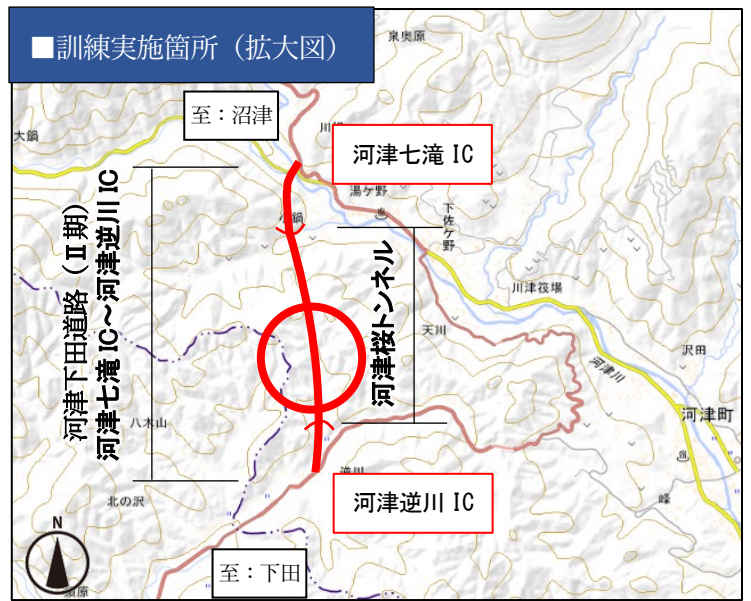 ■訓練実施箇所（拡大図）
泉奥原
至：沼津
大鍋
河津七滝 IC
湯ケ野
小鍋
下佐ケ野
河津下田道路（Ⅱ期）
河津七滝 IC～河津逆川 IC
河津桜トンネル
川津筏場
天川
沢田
河津川
河津町
八木山
逆川
峰
北の沢
河津逆川 IC
N
至：下田
須原